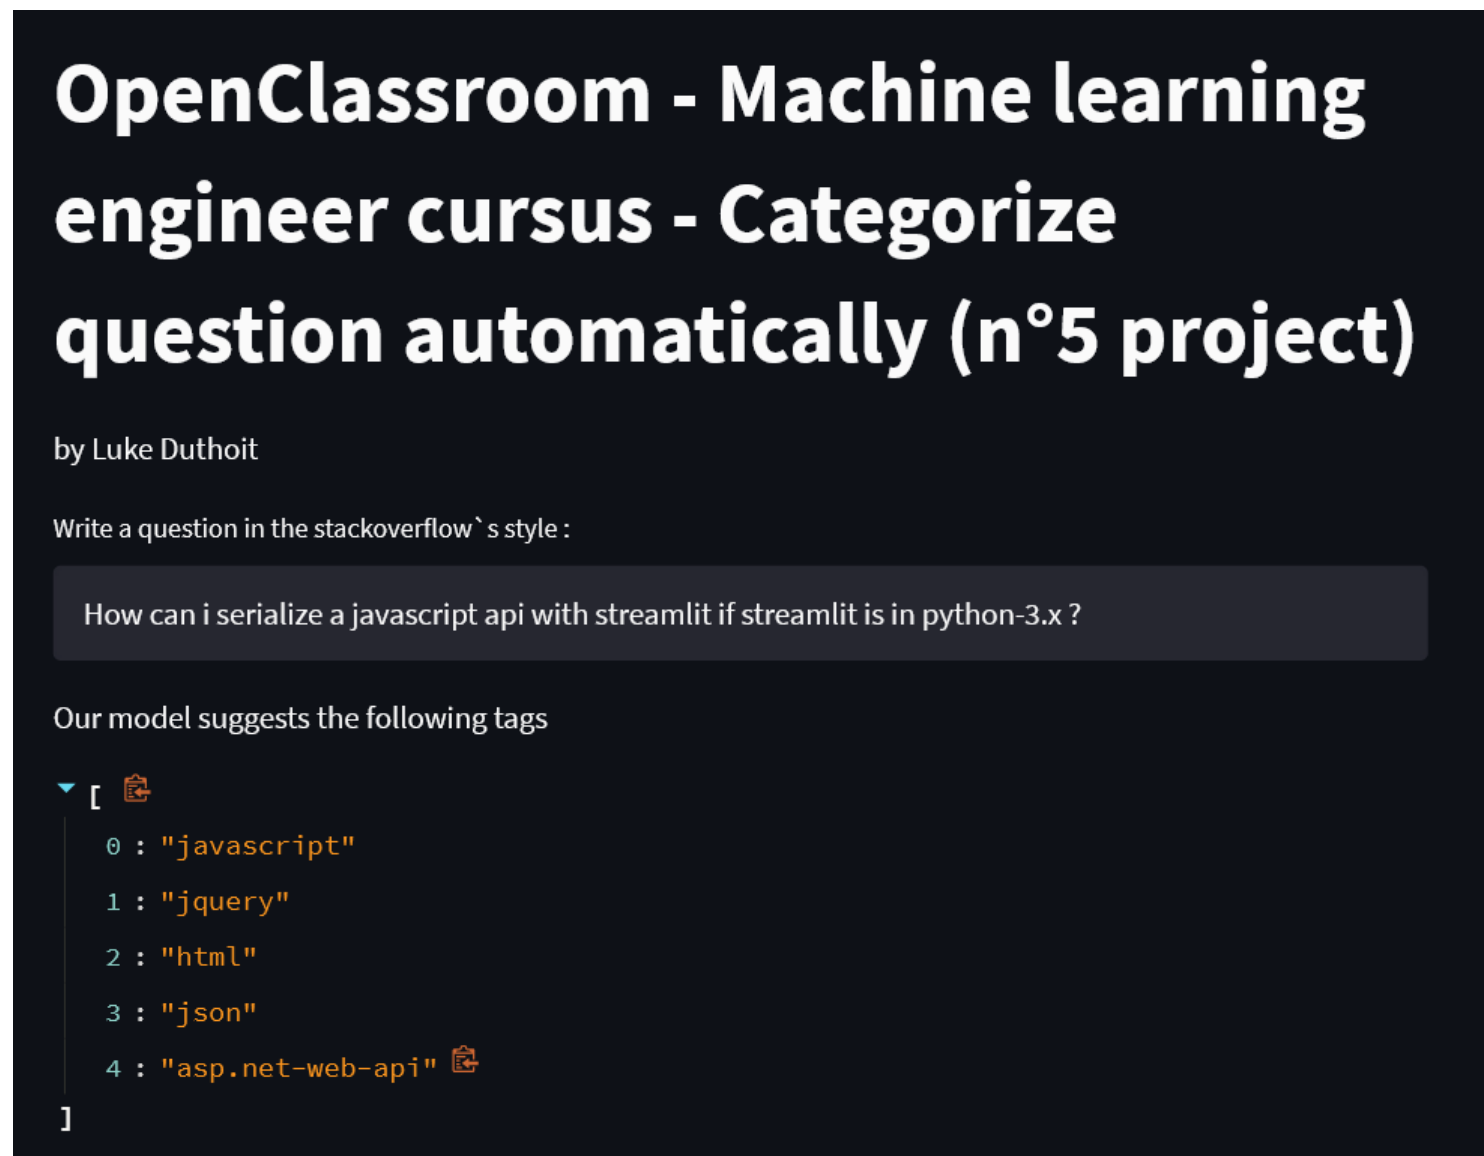 OpenClassroom - Machine learning
engineer cursus - Categorize
question automatically (n°5 project)
by Luke Duthoit
Write a question in the stackoverflow`s style :
How can i serialize a javascript api with streamlit if streamlit is in python-3.x ?
Our model suggests the following tags
[
0 : "javascript"
1 : "jquery"
2 : "html"
3 : "json"
4 : "asp.net-web-api"
]